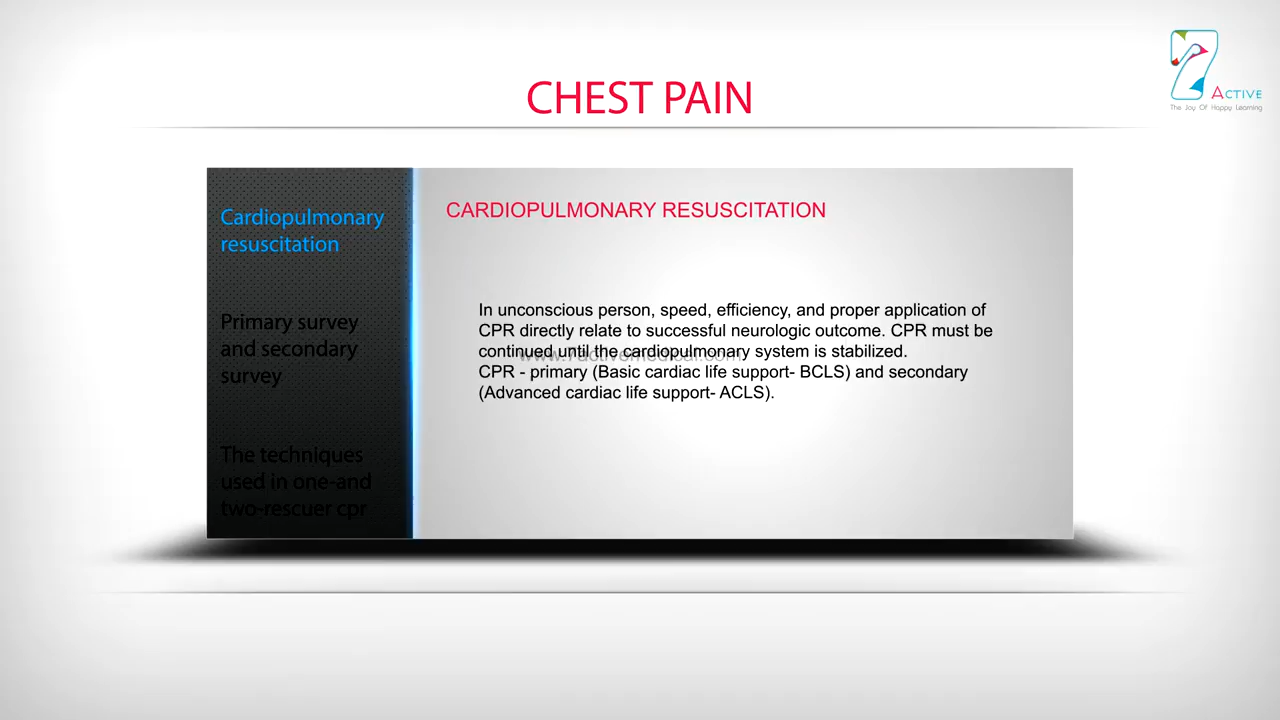 ACTIVE
The Joy Of Happy Learning
CHEST PAIN
Cardiopulmonary
resuscitation
Primary survey
and secondary
survey
The techniques
used in one-and
two-rescuer cpr
CARDIOPULMONARY RESUSCITATION
In unconscious person, speed, efficiency, and proper application of
CPR directly relate to successful neurologic outcome. CPR must be
continued until the cardiopulmonary system is stabilized.
CPR - primary (Basic cardiac life support- BCLS) and secondary
(Advanced cardiac life support- ACLS).
www.7activemedical.com